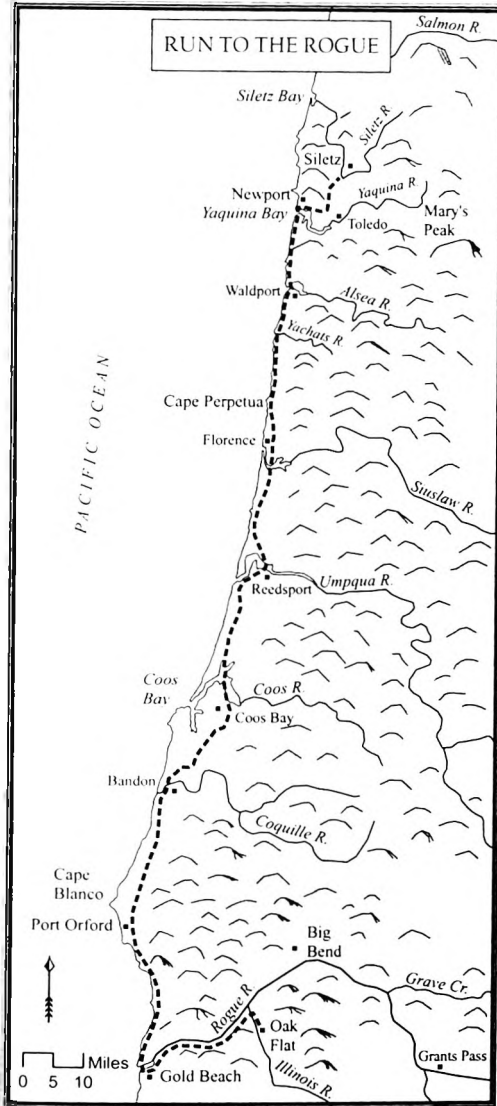 RUN TO THE ROGUE
Salmon R.
Siletz Bay
Siletz R.
Siletz
Newport
Yaquina R.
Yaquina Bay
Toledo
Mary's
Peak
Waldport
Alsea R.
Yachats R.
PACIFIC OCEAN
Cape Perpetua
Florence
Siuslaw R.
Umpqua R.
Reedsport
Coos
Bay
Coos R.
Coos Bay
Bandon
Coquille R.
Cape
Blanco
Port Orford
Big
Bend
Rogue R.
Grave Cr.
Oak
Flat
Grants Pass
Illinois R.
Miles
0 5 10
Gold Beach